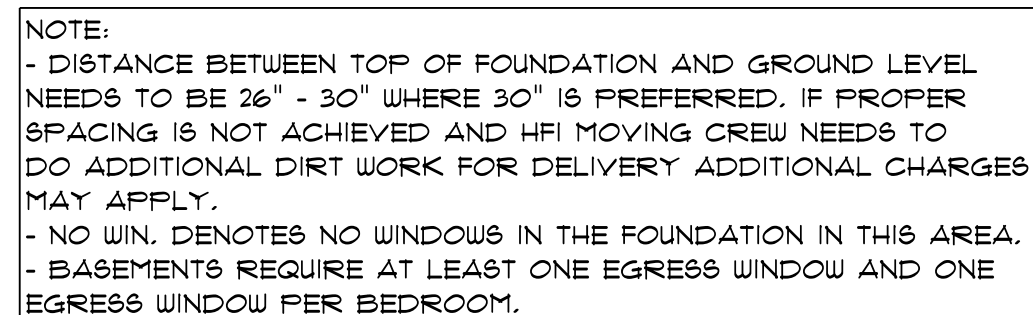 NOTE:
- DISTANCE BETWEEN TOP OF FOUNDATION AND GROUND LEVEL
NEEDS TO BE 26" - 30" WHERE 30" IS PREFERRED. IF PROPER
SPACING IS NOT ACHIEVED AND HFI MOVING CREW NEEDS TO
DO ADDITIONAL DIRT WORK FOR DELIVERY ADDITIONAL CHARGES
MAY APPLY.
- NO WIN. DENOTES NO WINDOWS IN THE FOUNDATION IN THIS AREA.
- BASEMENTS REQUIRE AT LEAST ONE EGRESS WINDOW AND ONE
EGRESS WINDOW PER BEDROOM.